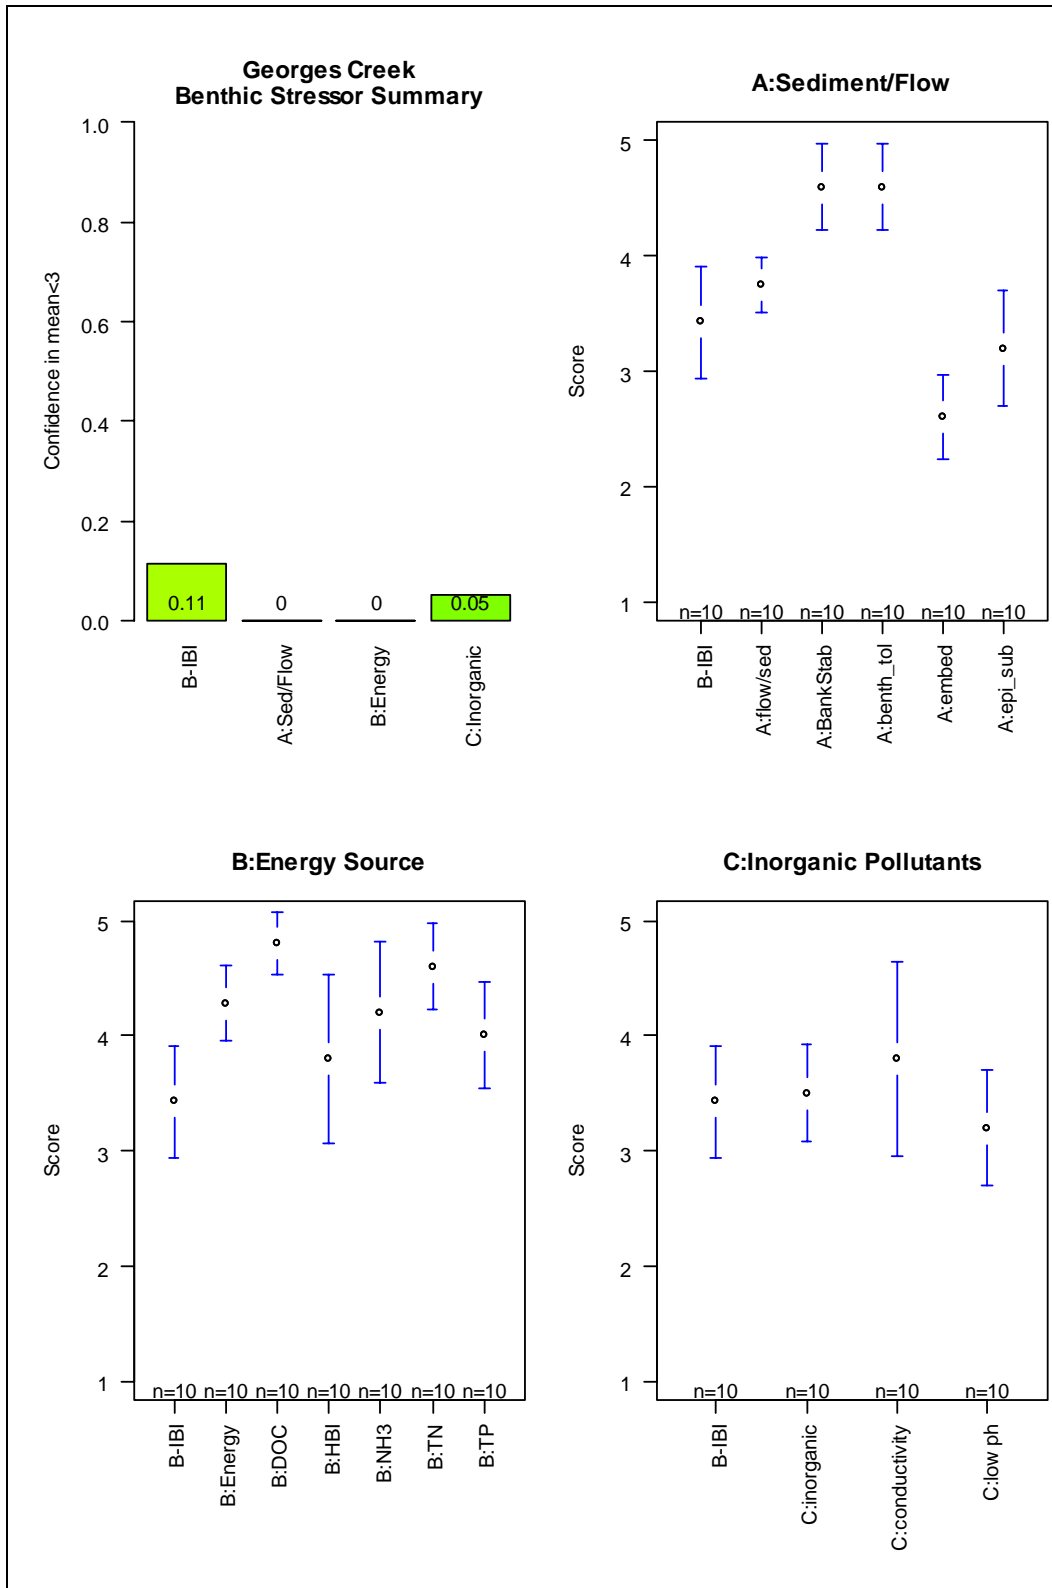 Georges Creek
Benthic Stressor Summary
Confidence in mean<3
1.0
0.8
0.6
0.4
0.2
0.0
0.11
0
0
0.05
B-IBI
A:Sed/Flow
B:Energy
C:Inorganic
A:Sediment/Flow
Score
5
4
3
2
1
n=10 n=10 n=10 n=10 n=10 n=10
B-IBI
A:flow/sed
A:BankStab
A:benth_tol
A:embed
A:epi_sub
B:Energy Source
Score
5
4
3
2
1
n=10 n=10 n=10 n=10 n=10 n=10 n=10
B-IBI
B:Energy
B:DOC
B:HBI
B:NH3
B:TN
B:TP
C:Inorganic Pollutants
Score
5
4
3
2
1
n=10 n=10 n=10 n=10
B-IBI
C:inorganic
C:conductivity
C:low ph